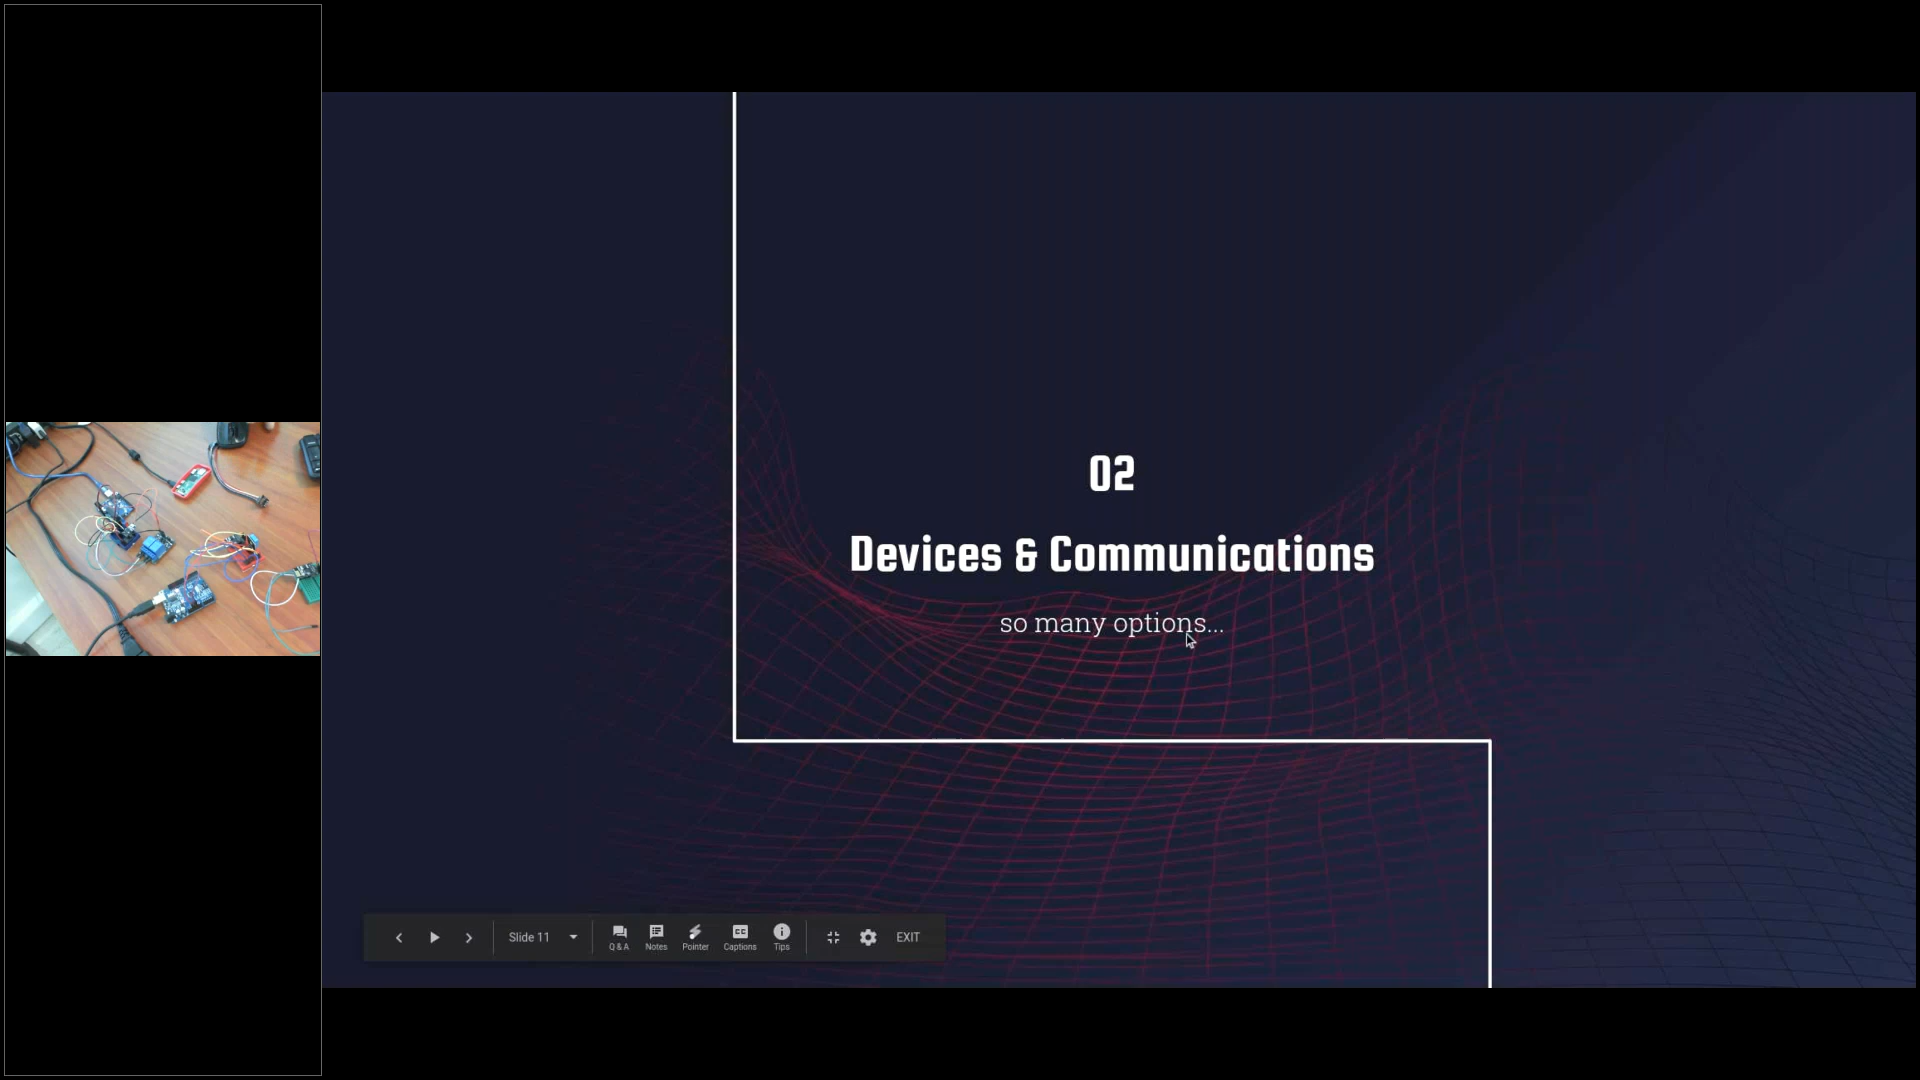 02
Devices & Communications
so many options...
Slide 11
Q & A
Notes
Pointer
Captions
Tips
EXIT